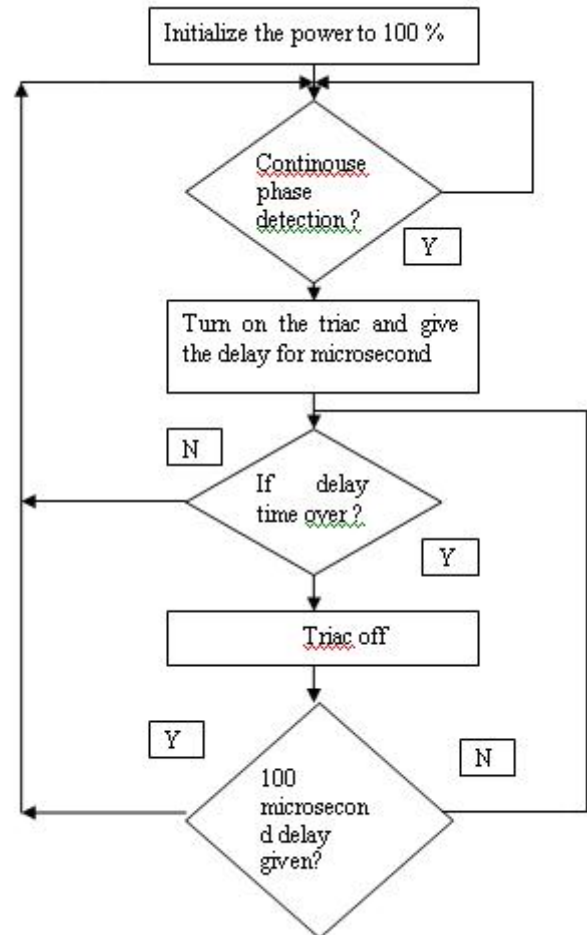 Initialize the power to 100 %
Continouse
phase
detection ?
Y
Turn on the triac and give
the delay for microsecond
N
If delay
time over ?
Y
Triac off
Y
N
100
microsecon
d delay
given?